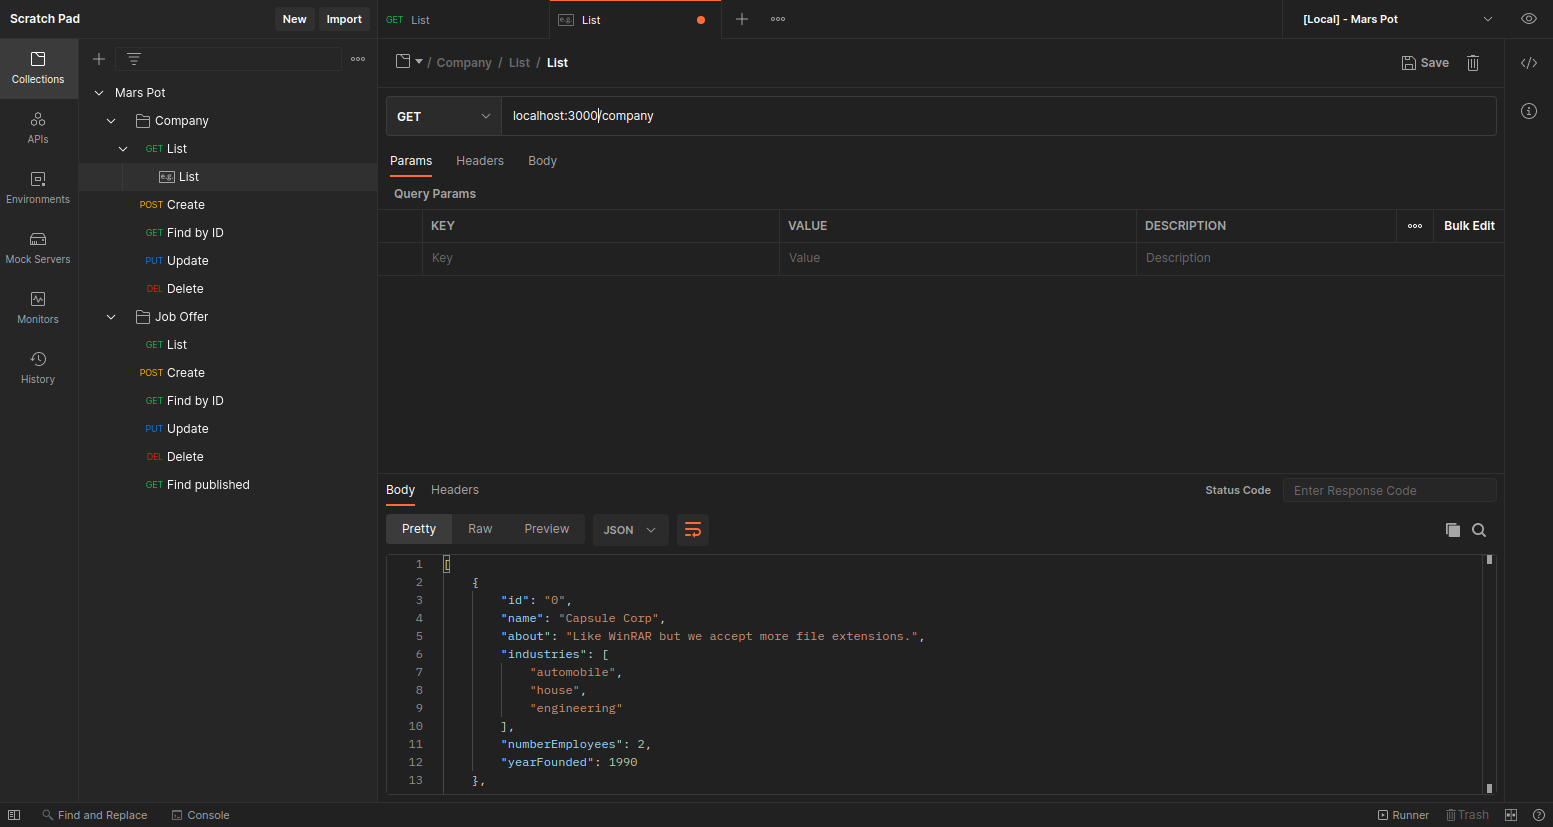 Scratch Pad
New
Import
GET List
e.g. List
[Local] - Mars Pot
Collections
APIs
Environments
Mock Servers
Monitors
History
Mars Pot
Company
GET List
e.g. List
POST Create
GET Find by ID
PUT Update
DEL Delete
Job Offer
GET List
POST Create
GET Find by ID
PUT Update
DEL Delete
GET Find published
/ Company / List / List
Save
</>
GET
localhost:3000/company
Params Headers Body
Query Params
KEY VALUE DESCRIPTION Bulk Edit
Key Value Description
Body Headers
Status Code Enter Response Code
Pretty Raw Preview JSON
1 [
2 {
3 "id": "0",
4 "name": "Capsule Corp",
5 "about": "Like WinRAR but we accept more file extensions.",
6 "industries": [
7 "automobile",
8 "house",
9 "engineering"
10 ],
11 "numberEmployees": 2,
12 "yearFounded": 1990
13 },
Find and Replace
Console
Runner
Trash